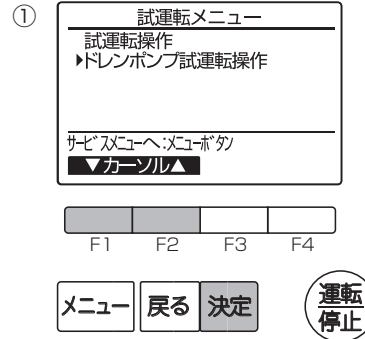 ①
試運転メニュー
試運転操作
▶ドレンポンプ試運転操作
サービスメニューへ:メニューボタン
▼カーソル▲
F1 F2 F3 F4
メニュー 戻る 決定 運転
停止